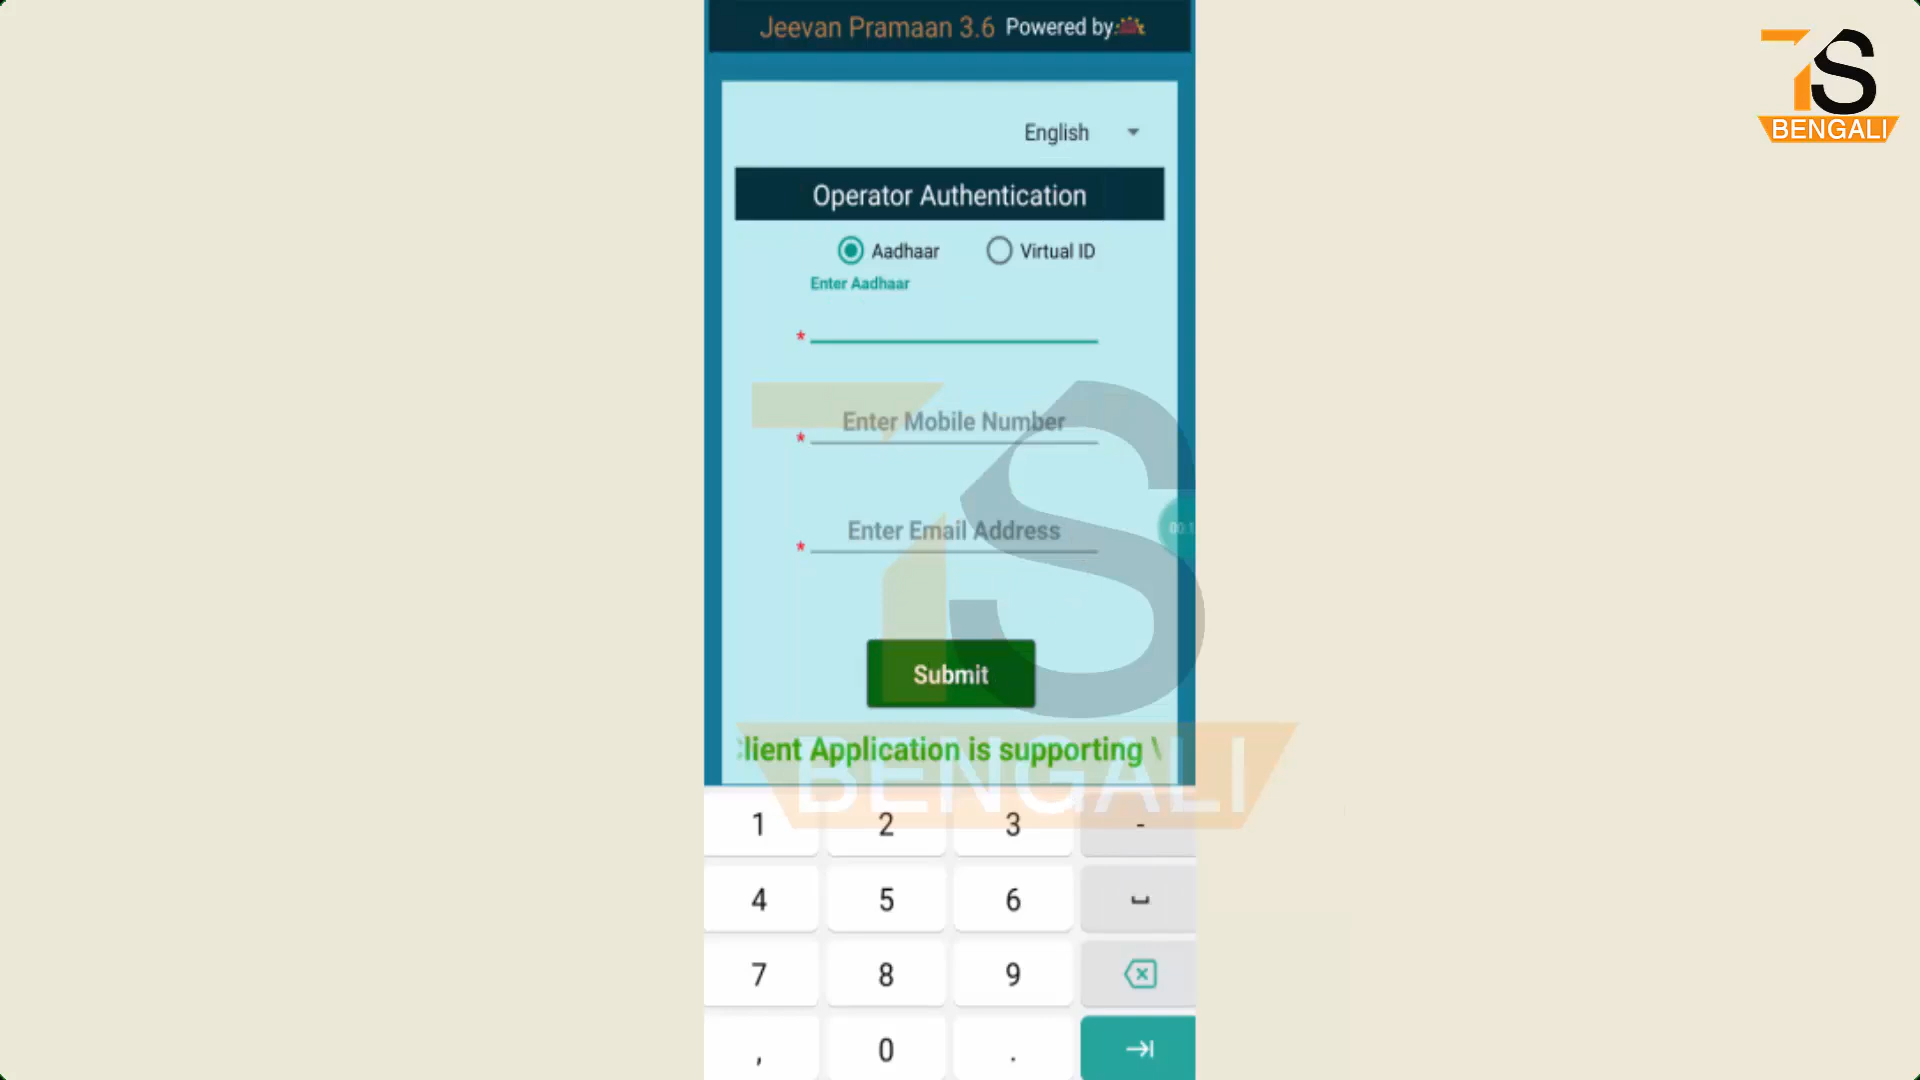 Jeevan Pramaan 3.6 Powered by:
English
Operator Authentication
Aadhaar Virtual ID
Enter Aadhaar
*
Enter Mobile Number
*
Enter Email Address
*
Submit
lient Application is supporting
1 2 3 -
4 5 6
7 8 9
, 0 .
S
BENGALI
S
BENGALI